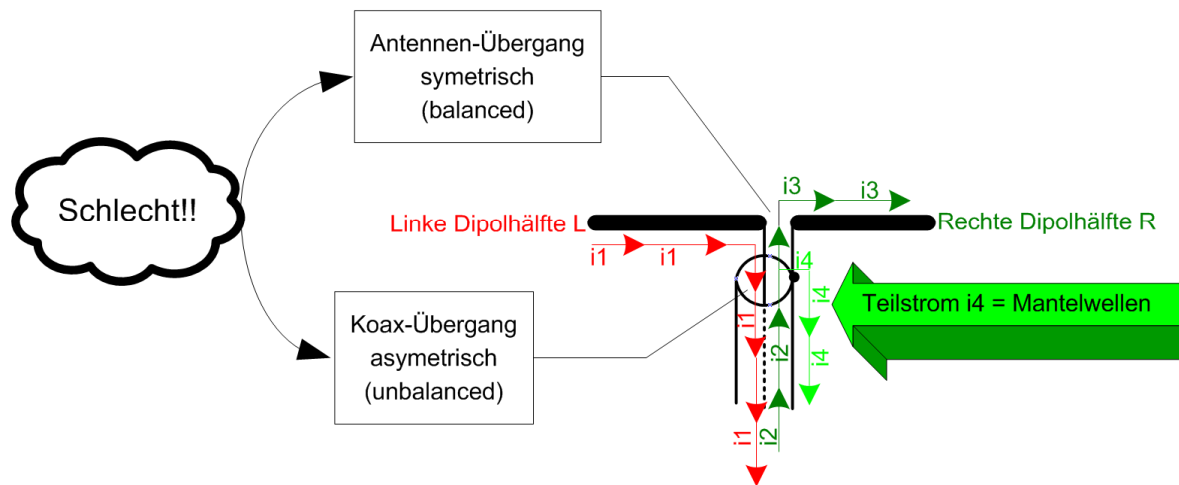 Antennen-Übergang
symetrisch
(balanced)
Schlecht!!
i3
i3
Linke Dipolhälfte L
Rechte Dipolhälfte R
i1
i1
i4
i4
Teilstrom i4 = Mantelwellen
Koax-Übergang
asymetrisch
(unbalanced)
i1
i2
i4
i1
i2